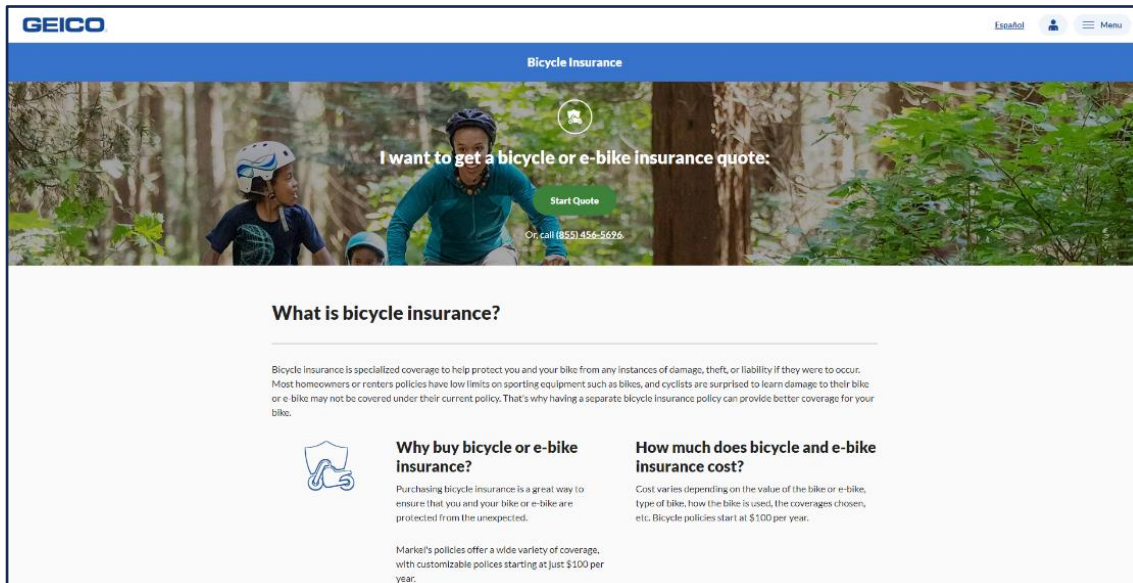 GEICO
Español
Menu
Bicycle Insurance
I want to get a bicycle or e-bike insurance quote:
Start Quote
Or, call (855) 456-5696.
What is bicycle insurance?
Bicycle insurance is specialized coverage to help protect you and your bike from any instances of damage, theft, or liability if they were to occur.
Most homeowners or renters policies have low limits on sporting equipment such as bikes, and cyclists are surprised to learn damage to their bike
or e-bike may not be covered under their current policy. That's why having a separate bicycle insurance policy can provide better coverage for your
bike.
Why buy bicycle or e-bike
insurance?
Purchasing bicycle insurance is a great way to
ensure that you and your bike or e-bike are
protected from the unexpected.
Markel's policies offer a wide variety of coverage,
with customizable polices starting at just $100 per
year.
How much does bicycle and e-bike
insurance cost?
Cost varies depending on the value of the bike or e-bike,
type of bike, how the bike is used, the coverages chosen,
etc. Bicycle policies start at $100 per year.